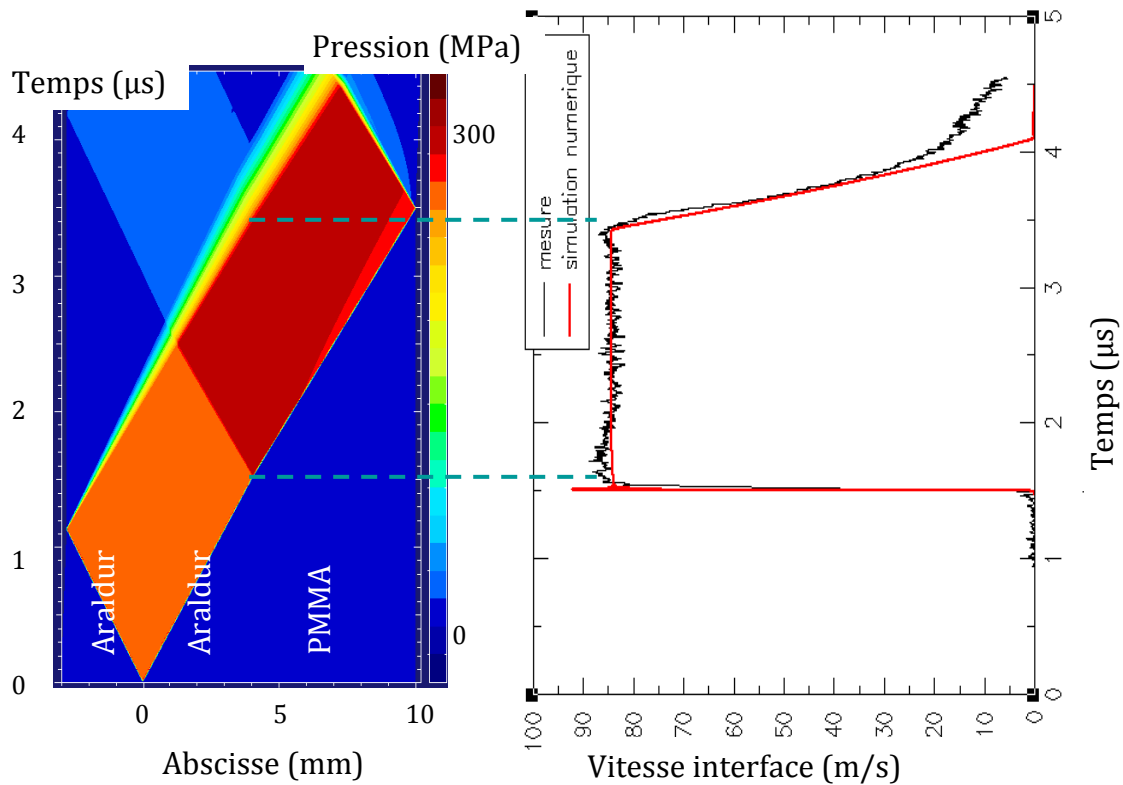 Pression (MPa)
Temps (µs)
4
3
2
1
0
300
0
Araldur
Araldur
PMMA
0
5
10
Abscisse (mm)
mesure
simulation numerique
5
4
3
2
1
0
Temps (µs)
100
90
80
70
60
50
40
30
20
10
0
Vitesse interface (m/s)